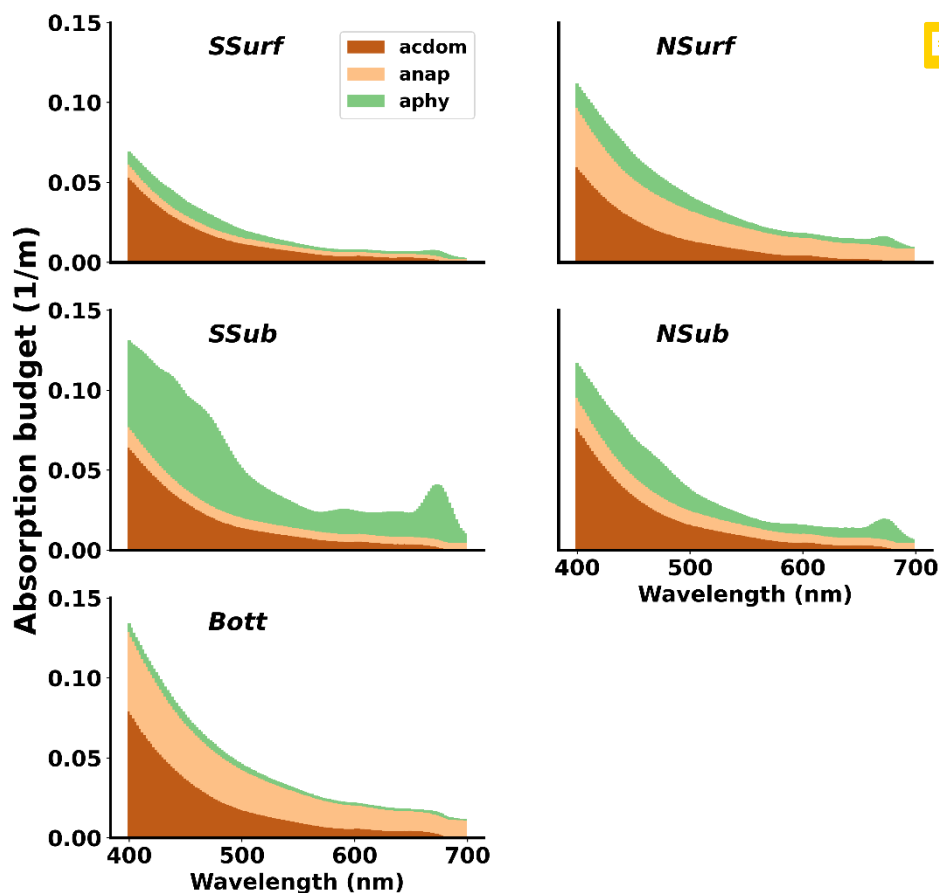 Absorption budget (1/m)
0.15
0.10
0.05
0.00
SSurf
acdom
anap
aphy
NSurf
0.15
0.10
0.05
0.00
SSub
NSub
400 500 600 700
Wavelength (nm)
0.15
0.10
0.05
0.00
Bott
400 500 600 700
Wavelength (nm)